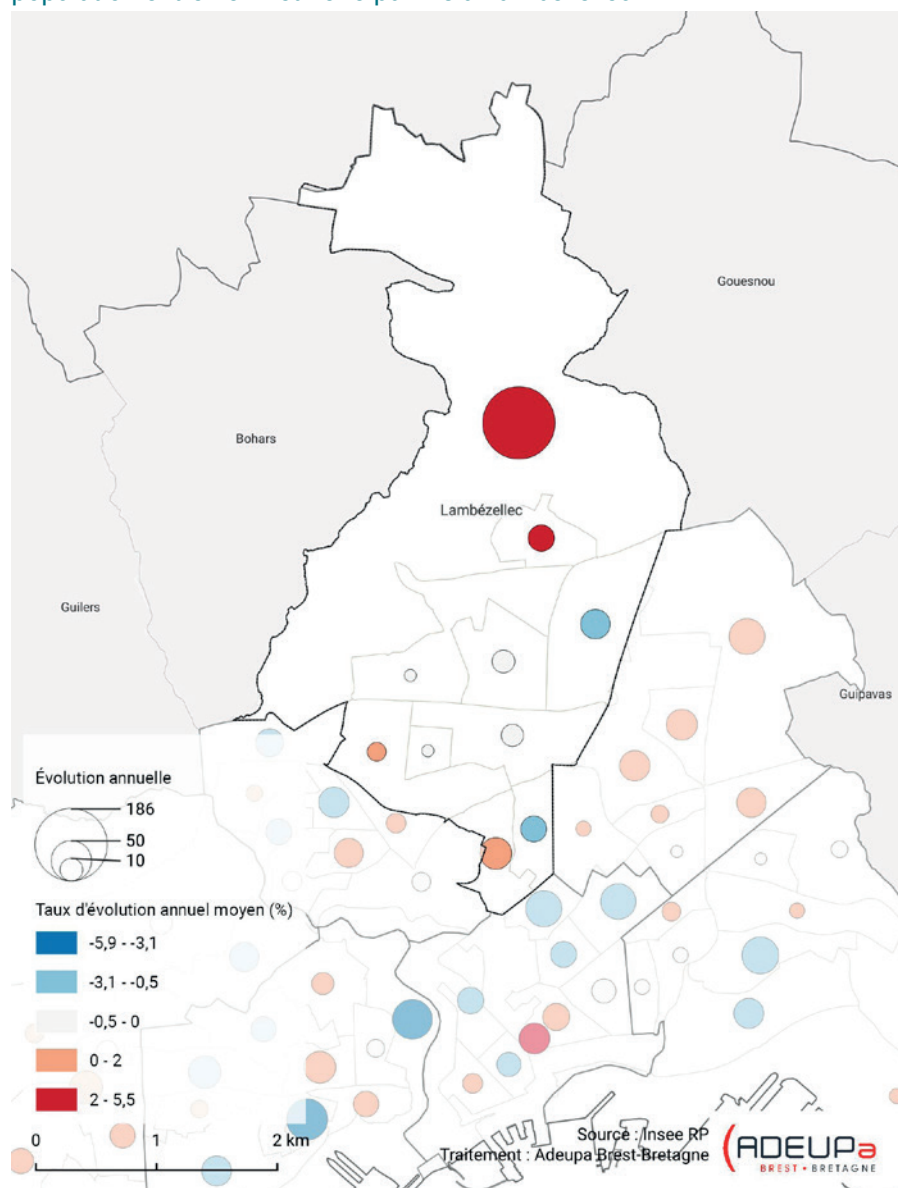 Gouesnou
Bohars
Lambézellec
Guilers
Guipavas
Évolution annuelle
186
50
10
Taux d'évolution annuel moyen (%)
-5,9 - -3,1
-3,1 - -0,5
-0,5 - 0
0 - 2
2 - 5,5
0 1 2 km
Source : Insee RP
Traitement : Adeupa Brest-Bretagne
ADEUPa
BREST • BRETAGNE